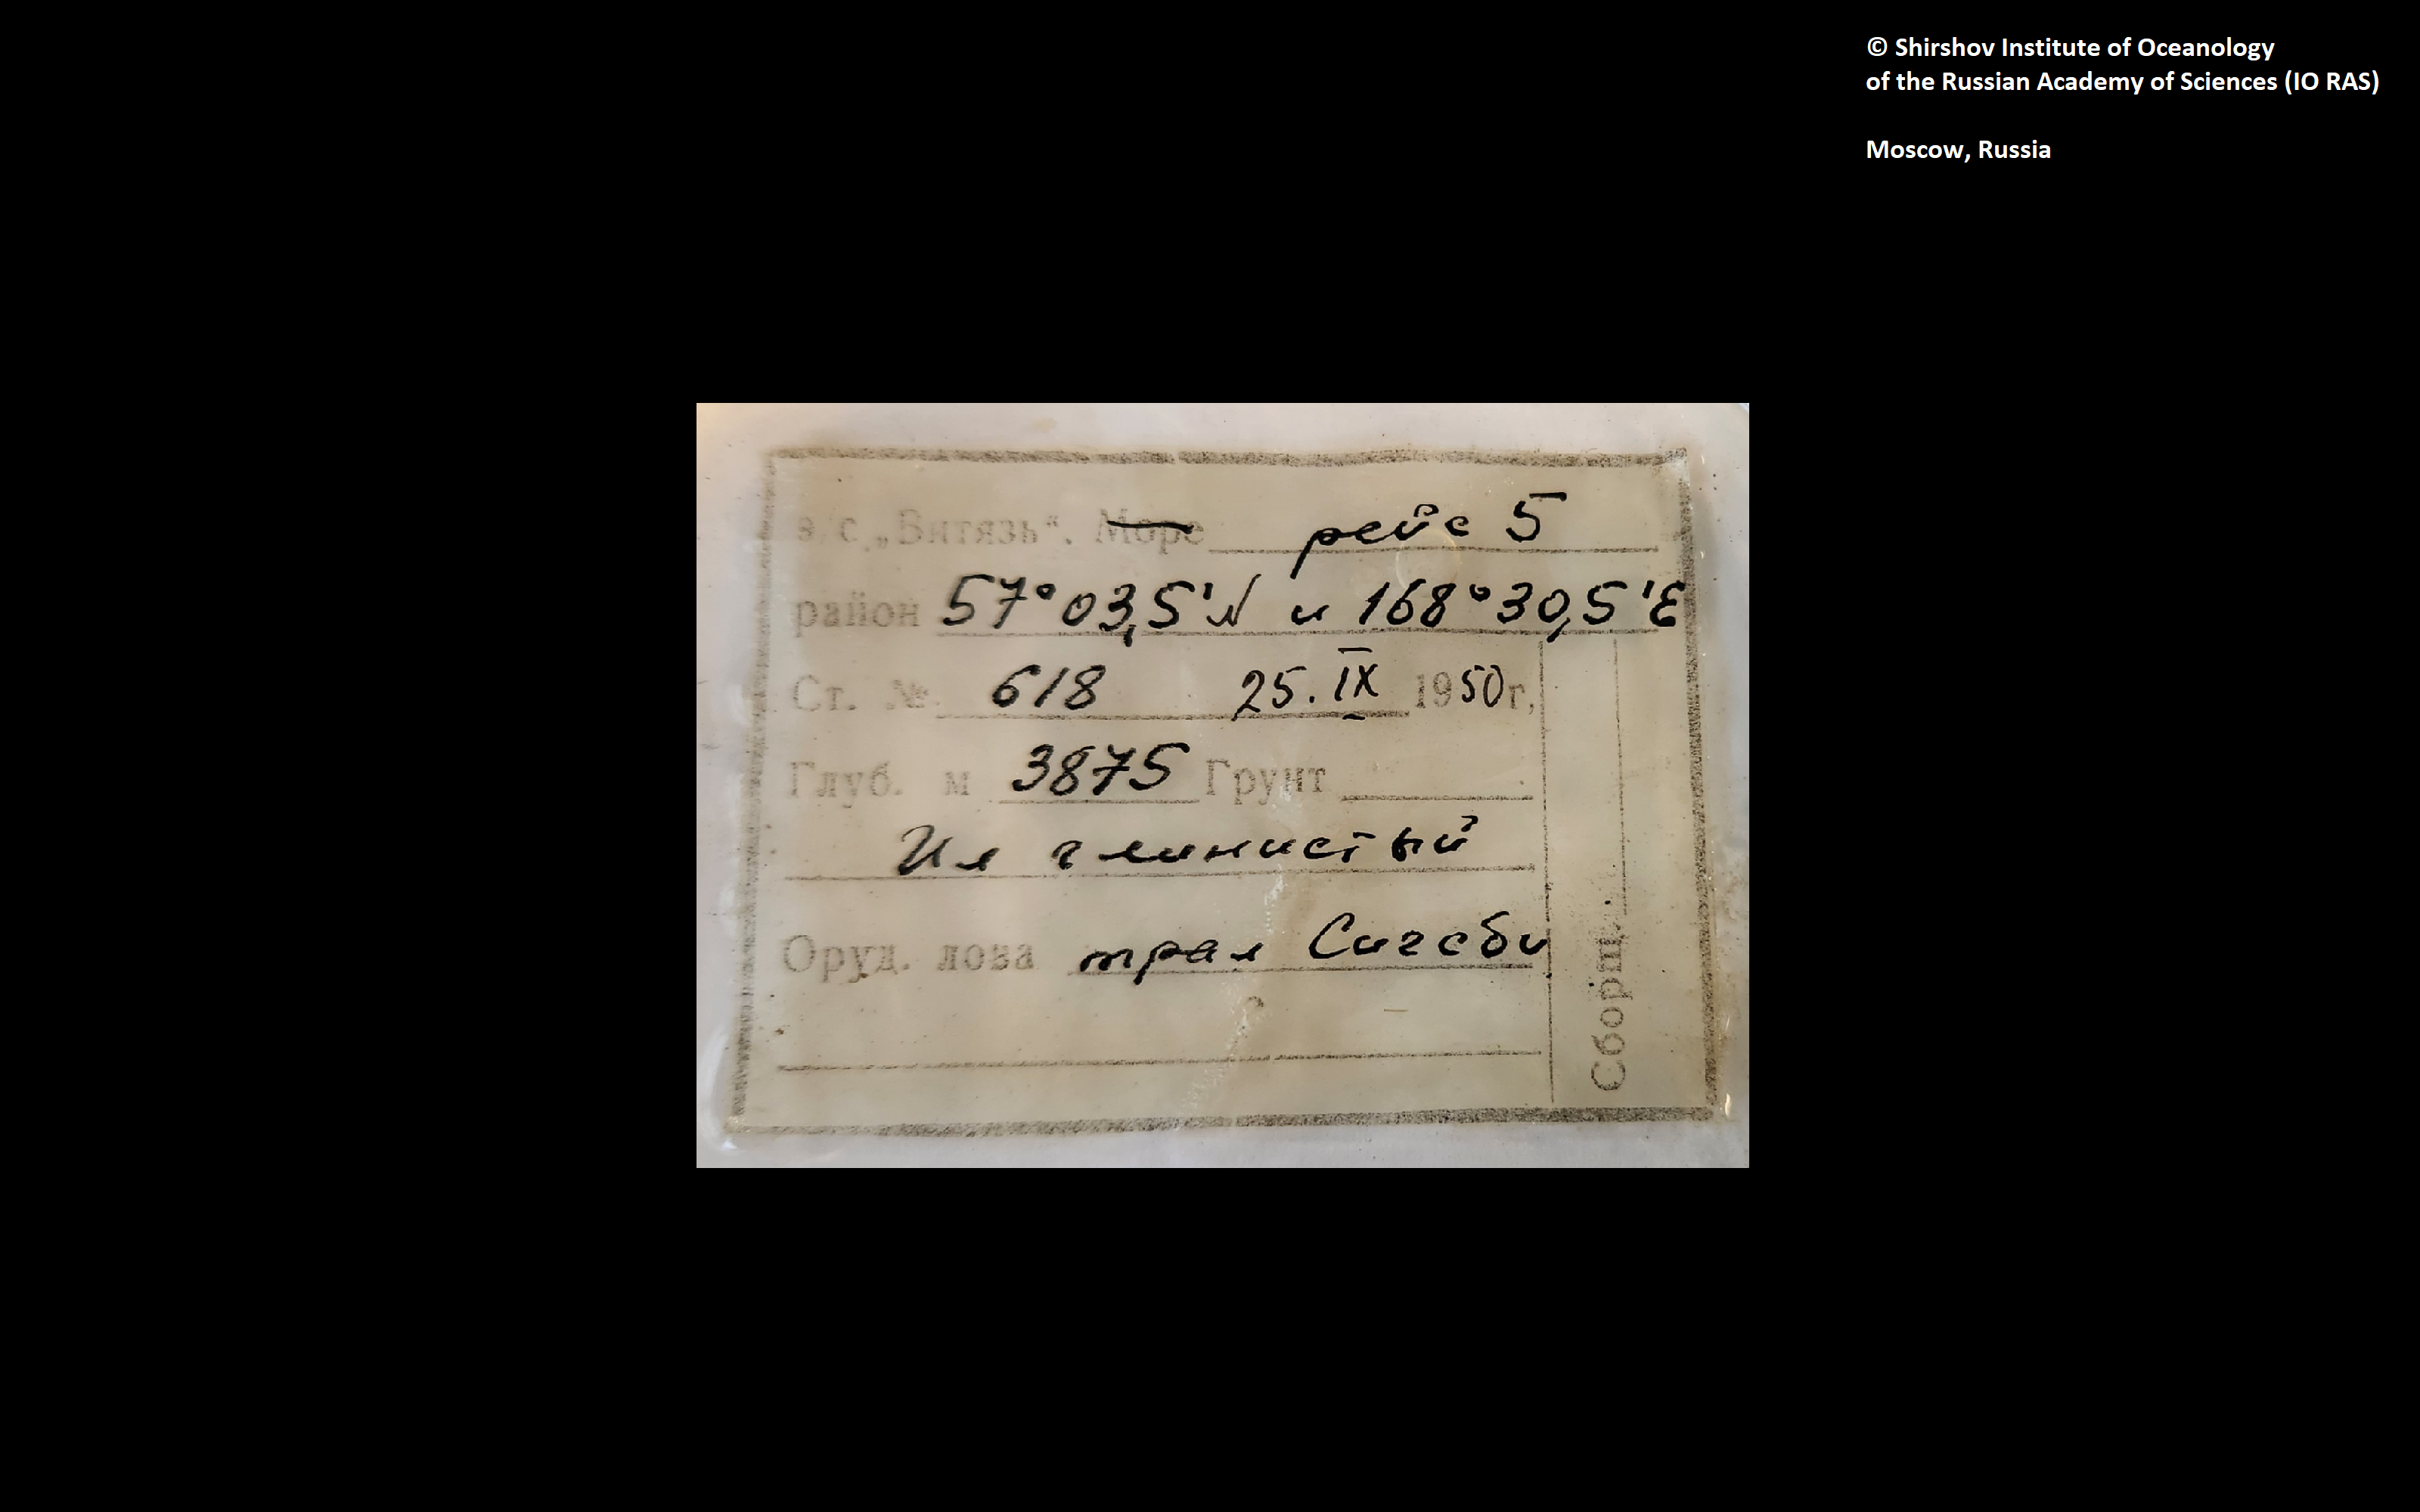 © Shirshov Institute of Oceanology
of the Russian Academy of Sciences (IO RAS)
Moscow, Russia
э/с „Витязь“. Море рейс 5
район 57°03,5'N и 168°30,5'E
Ст. № 618 25.IX 1950г.
Глуб. м 3875 Грунт
Ил глинистый
Оруд. лова трал Сигсби
Сборщ.